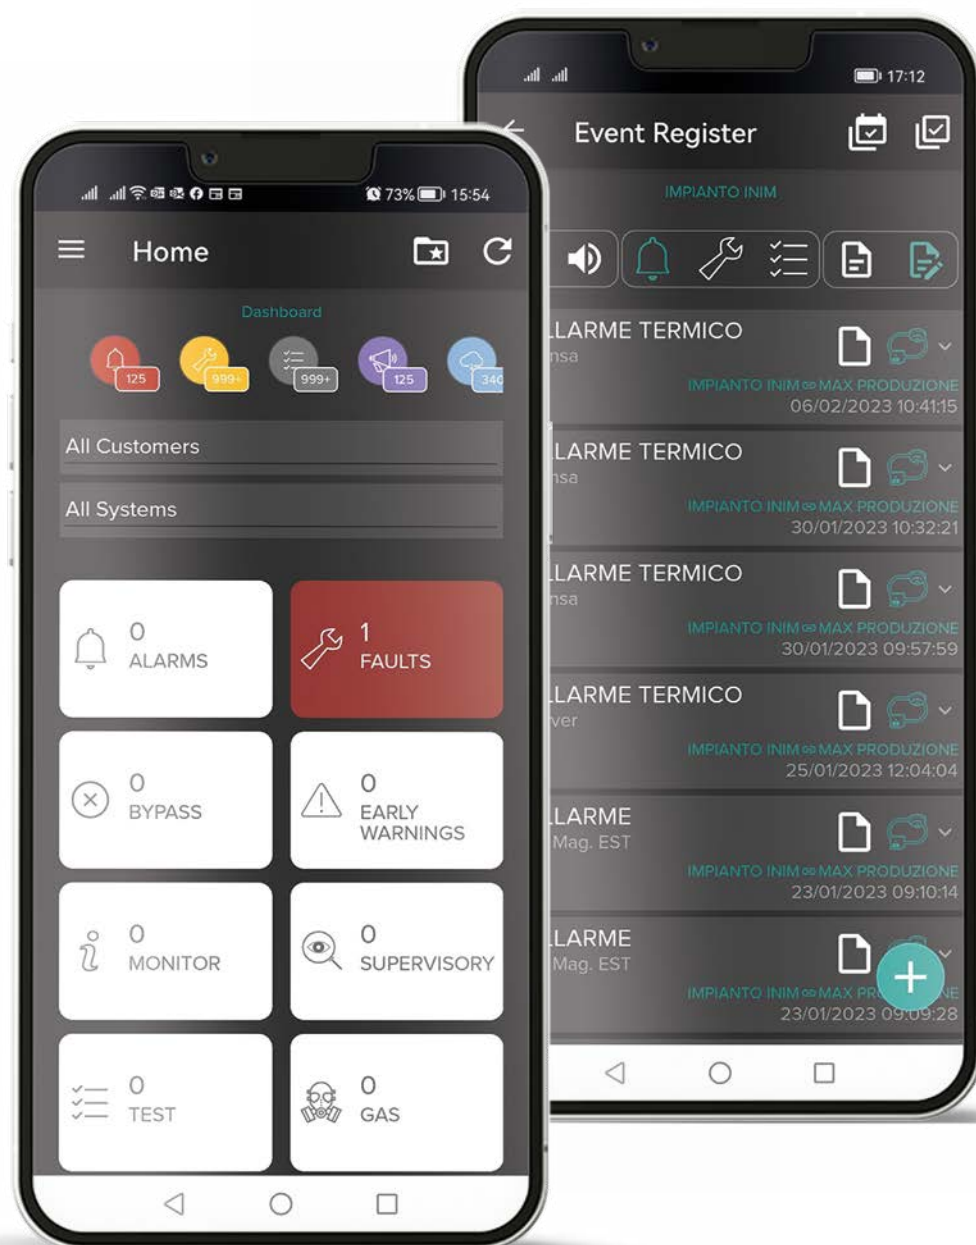 73% 15:54
Home
Dashboard
125
999+
999+
125
340
All Customers
All Systems
0
ALARMS
1
FAULTS
0
BYPASS
0
EARLY
WARNINGS
0
MONITOR
0
SUPERVISORY
0
TEST
0
GAS
17:12
Event Register
IMPIANTO INIM
LLARME TERMICO
nsa
IMPIANTO INIM MAX PRODUZIONE
06/02/2023 10:41:15
LARME TERMICO
nsa
IMPIANTO INIM MAX PRODUZIONE
30/01/2023 10:32:21
LLARME TERMICO
nsa
IMPIANTO INIM MAX PRODUZIONE
30/01/2023 09:57:59
LLARME TERMICO
ver
IMPIANTO INIM MAX PRODUZIONE
25/01/2023 12:04:04
LLARME
Mag. EST
IMPIANTO INIM MAX PRODUZIONE
23/01/2023 09:10:14
LLARME
Mag. EST
IMPIANTO INIM MAX PR NE
23/01/2023 09:09:28